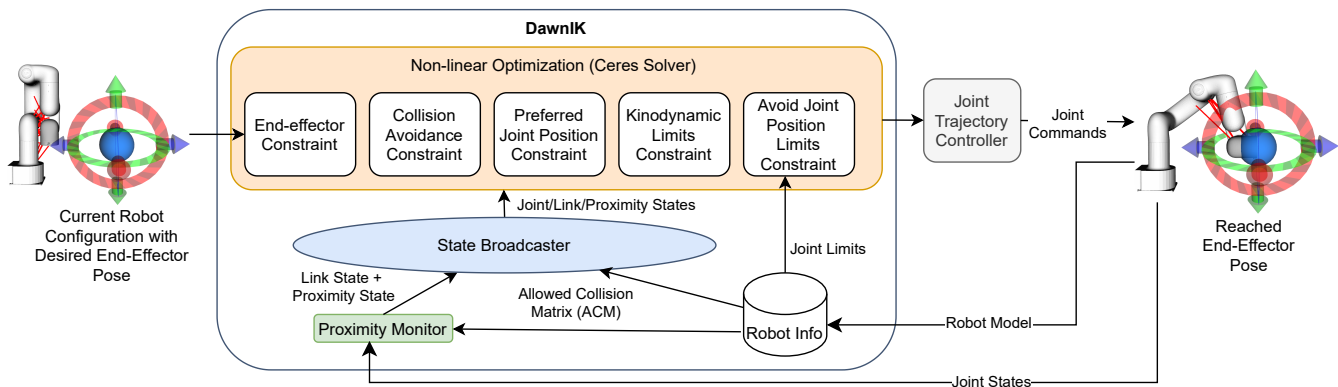 DawnIK
Non-linear Optimization (Ceres Solver)
End-effector
Constraint
Collision
Avoidance
Constraint
Preferred
Joint Position
Constraint
Kinodynamic
Limits
Constraint
Avoid Joint
Position
Limits
Constraint
Joint
Trajectory
Controller
Joint
Commands
Current Robot
Configuration with
Desired End-Effector
Pose
Joint/Link/Proximity States
State Broadcaster
Joint Limits
Reached
End-Effector
Pose
Link State +
Proximity State
Allowed Collision
Matrix (ACM)
Proximity Monitor
Robot Info
Robot Model
Joint States